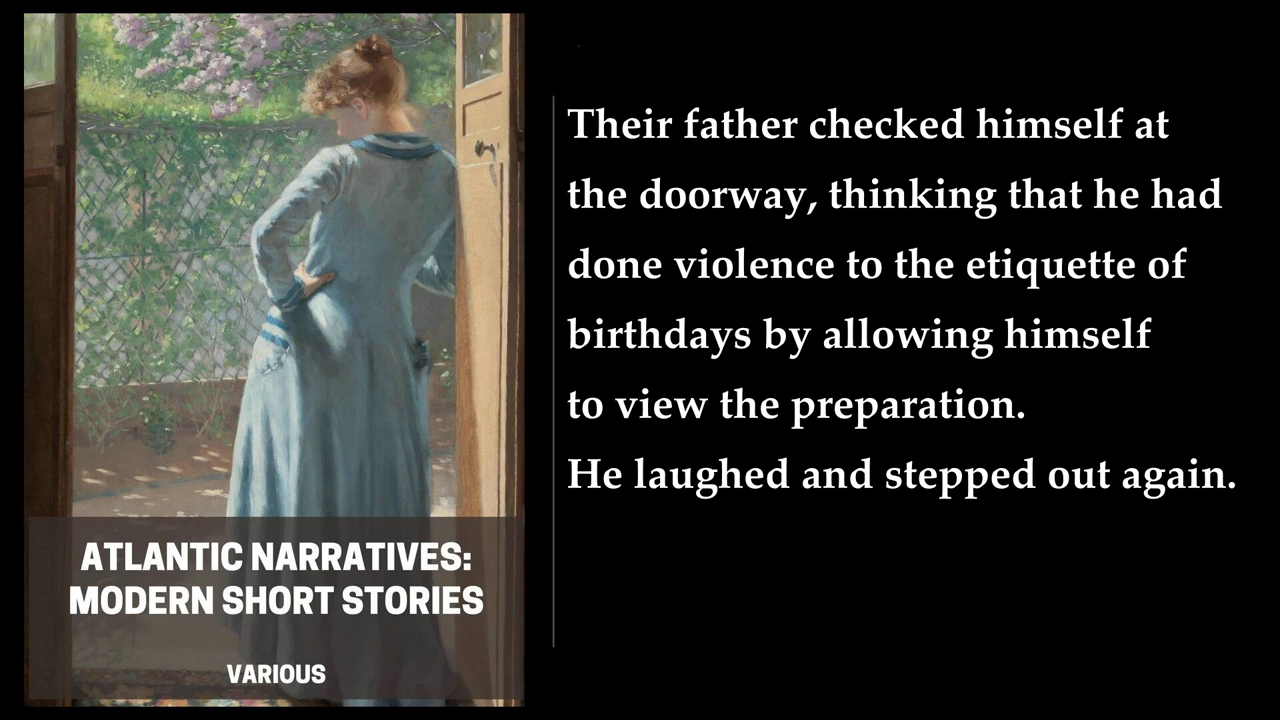 ATLANTIC NARRATIVES:
MODERN SHORT STORIES
VARIOUS
Their father checked himself at
the doorway, thinking that he had
done violence to the etiquette of
birthdays by allowing himself
to view the preparation.
He laughed and stepped out again.